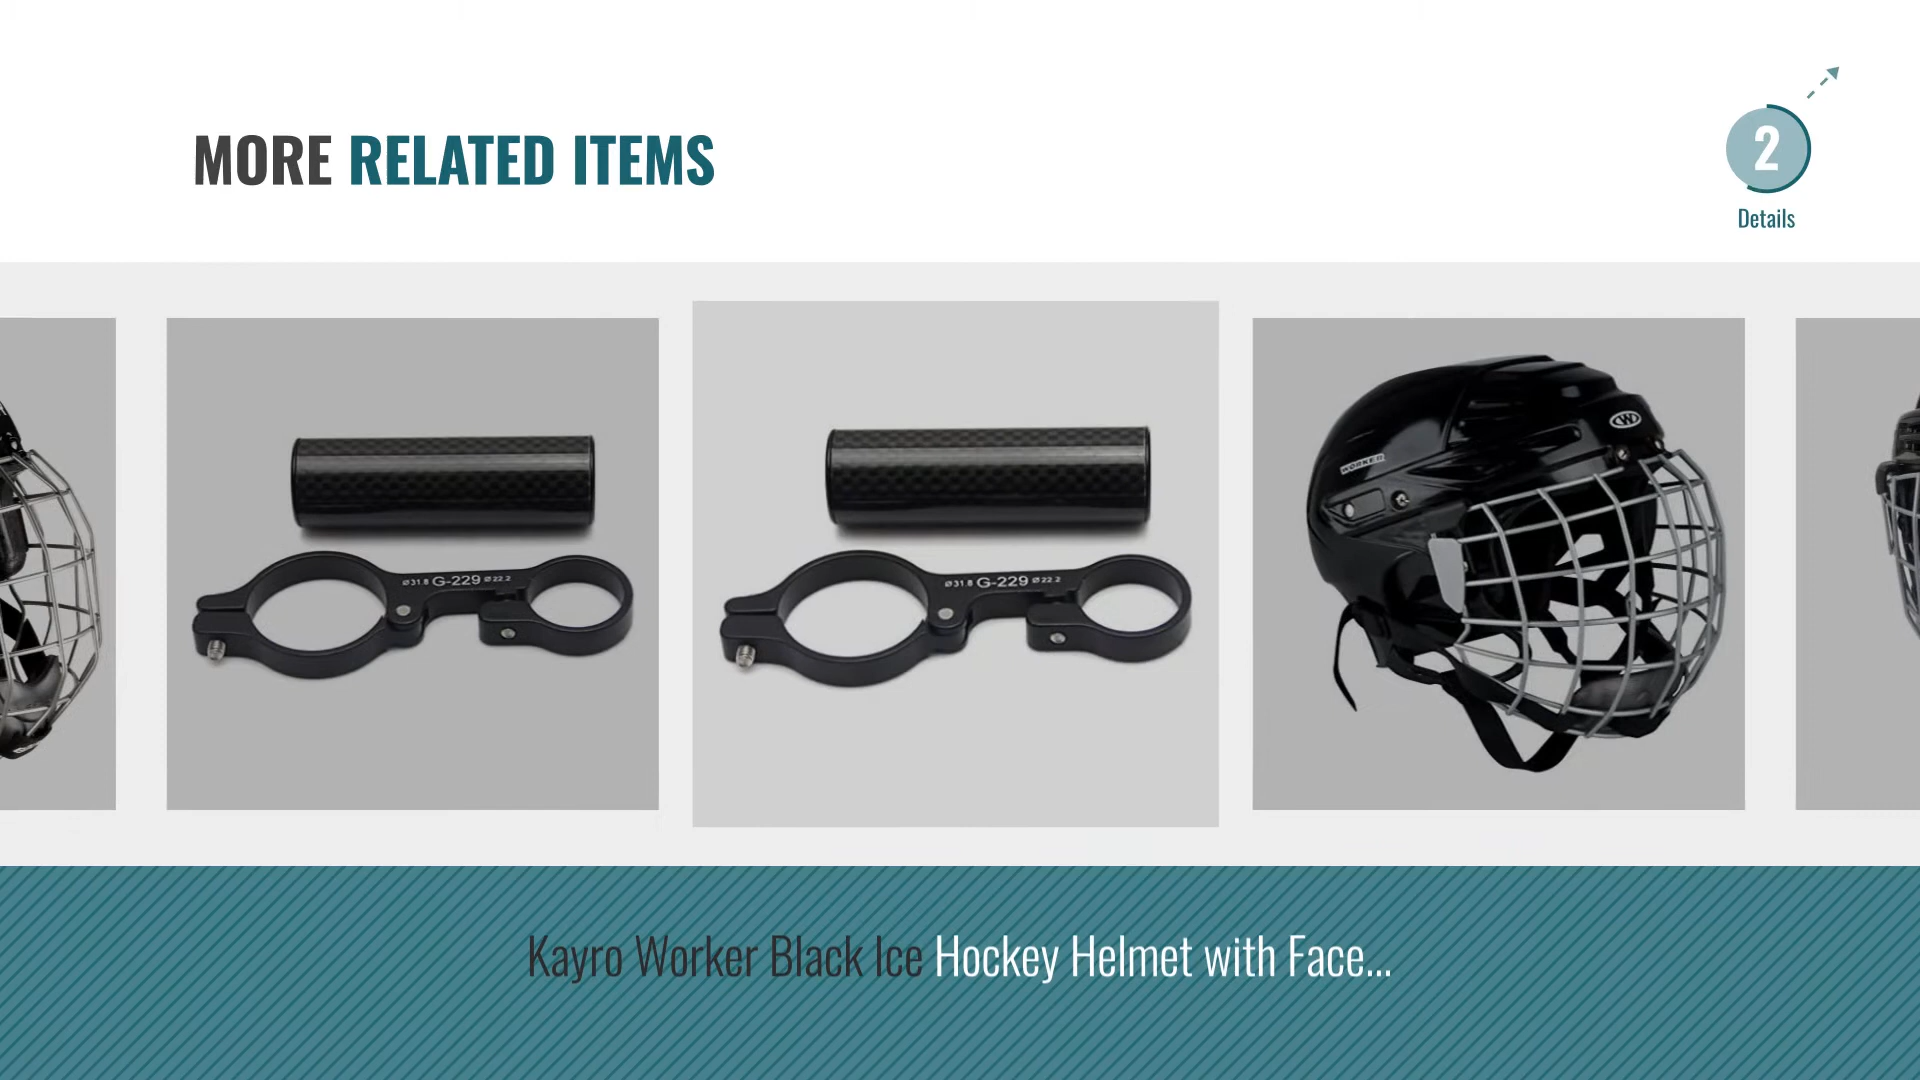 MORE RELATED ITEMS
2
Details
Ø31.8 G-229 Ø22.2
Ø31.8 G-229 Ø22.2
W
WORKER
Kayro Worker Black Ice Hockey Helmet with Face...